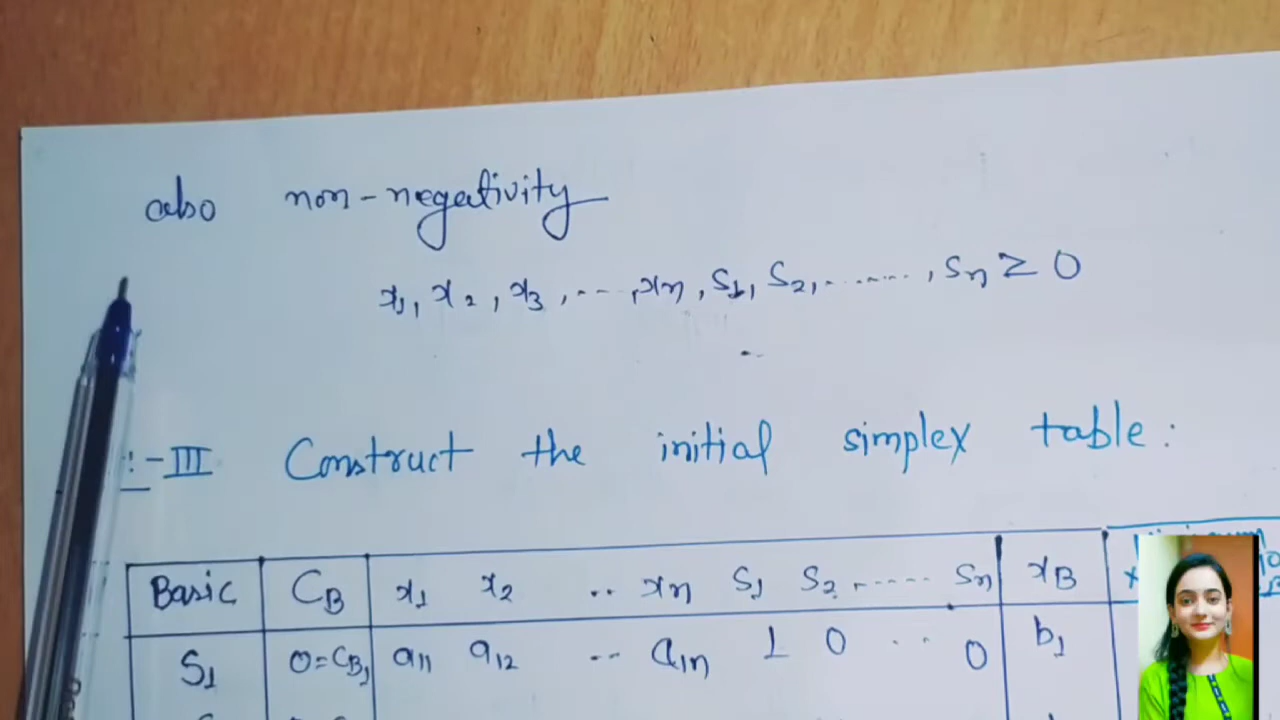 also non-negativity
x1, x2, x3, ..., xn, S1, S2, ........, Sn ≥ 0
:-III Construct the initial simplex table:
Basic CB x1 x2 .. xn S1 S2, ..... Sn xB
S1 0=CB1 a11 a12 .. a1n 1 0 .. 0 b1